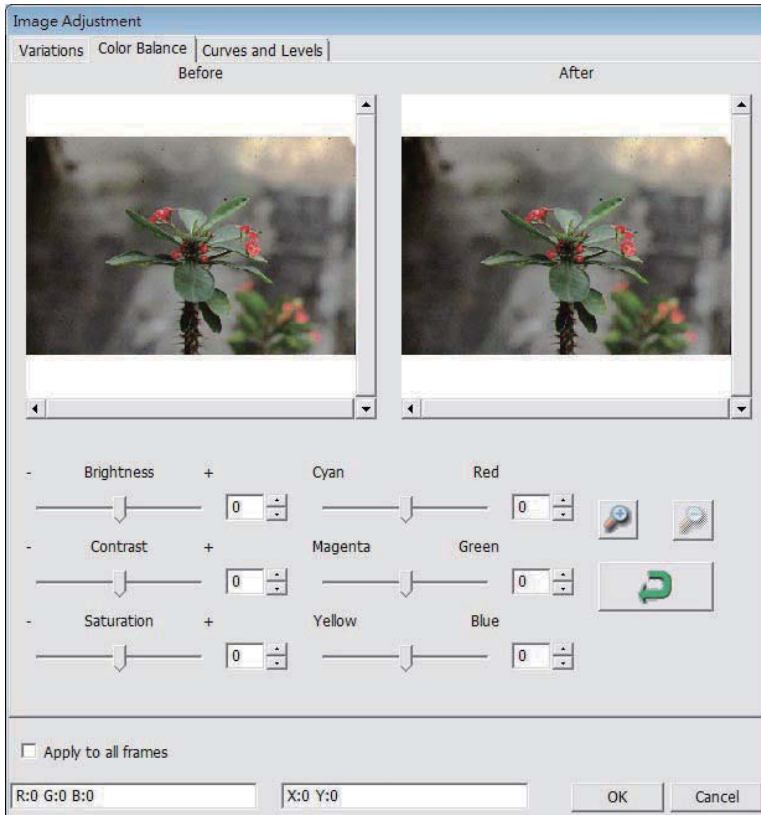 Image Adjustment
Variations Color Balance Curves and Levels
Before After
- Brightness + Cyan Red
0 0
- Contrast + Magenta Green
0 0
- Saturation + Yellow Blue
0 0
Apply to all frames
R:0 G:0 B:0 X:0 Y:0 OK Cancel